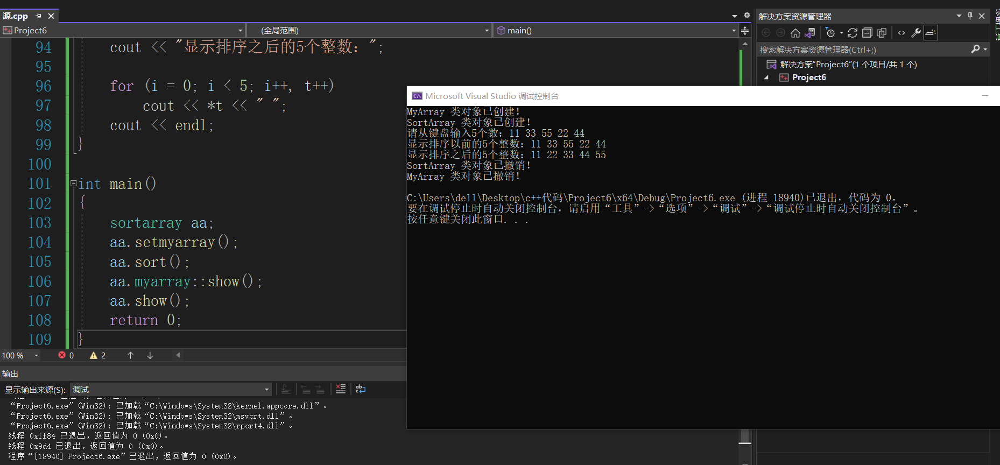 源.cpp
Project6
(全局范围)
main()
94 cout << "显示排序之后的5个整数：";
95
96 for (i = 0; i < 5; i++, t++)
97 cout << *t << " ";
98 cout << endl;
99 }
100
101 int main()
102 {
103 sortarray aa;
104 aa.setmyarray();
105 aa.sort();
106 aa.myarray::show();
107 aa.show();
108 return 0;
109 }
100 %
0
2
输出
显示输出来源(S): 调试
“Project6.exe”(Win32): 已加载“C:\Windows\System32\kernel.appcore.dll”。
“Project6.exe”(Win32): 已加载“C:\Windows\System32\msvcrt.dll”。
“Project6.exe”(Win32): 已加载“C:\Windows\System32\rpcrt4.dll”。
线程 0x1f84 已退出，返回值为 0 (0x0)。
线程 0x9d4 已退出，返回值为 0 (0x0)。
程序“[18940] Project6.exe”已退出，返回值为 0 (0x0)。
解决方案资源管理器
搜索解决方案资源管理器(Ctrl+;)
解决方案“Project6”(1 个项目/共 1 个)
Project6
Microsoft Visual Studio 调试控制台
MyArray 类对象已创建！
SortArray 类对象已创建！
请从键盘输入5个数：11 33 55 22 44
显示排序以前的5个整数：11 33 55 22 44
显示排序之后的5个整数：11 22 33 44 55
SortArray 类对象已撤销！
MyArray 类对象已撤销！
C:\Users\dell\Desktop\c++代码\Project6\x64\Debug\Project6.exe (进程 18940)已退出，代码为 0。
要在调试停止时自动关闭控制台，请启用“工具”->“选项”->“调试”->“调试停止时自动关闭控制台”。
按任意键关闭此窗口. . .